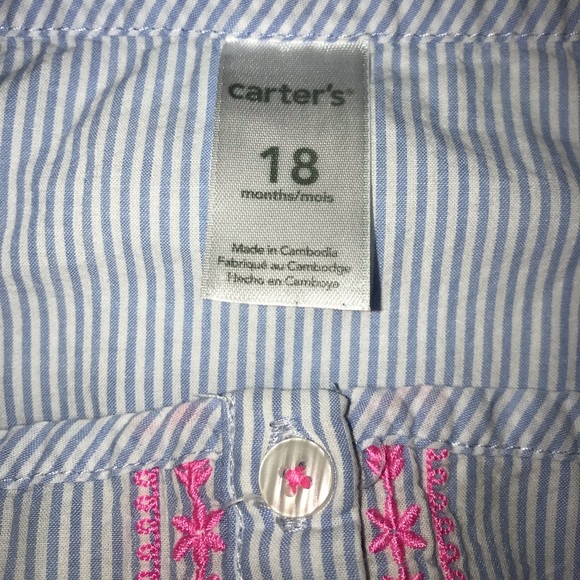 carter's®
18
months/mois
Made in Cambodia
Fabriqué au Cambodge
Hecho en Camboya